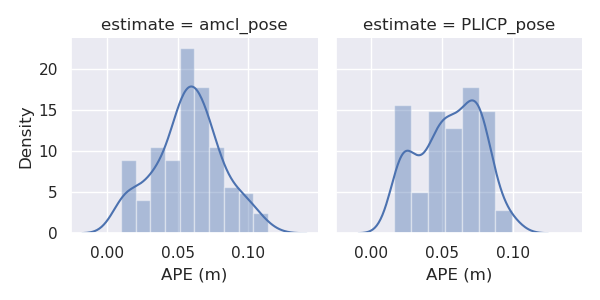 estimate = amcl_pose
estimate = PLICP_pose
Density
20
15
10
5
0
0.00 0.05 0.10
0.00 0.05 0.10
APE (m)
APE (m)